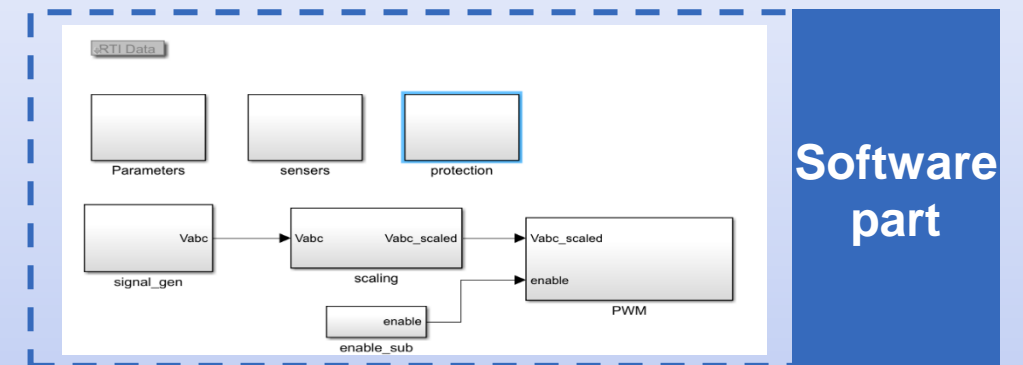 RTI Data
Parameters
sensers
protection
Vabc
signal_gen
Vabc
Vabc_scaled
scaling
Vabc_scaled
enable
PWM
enable
enable_sub
Software
part